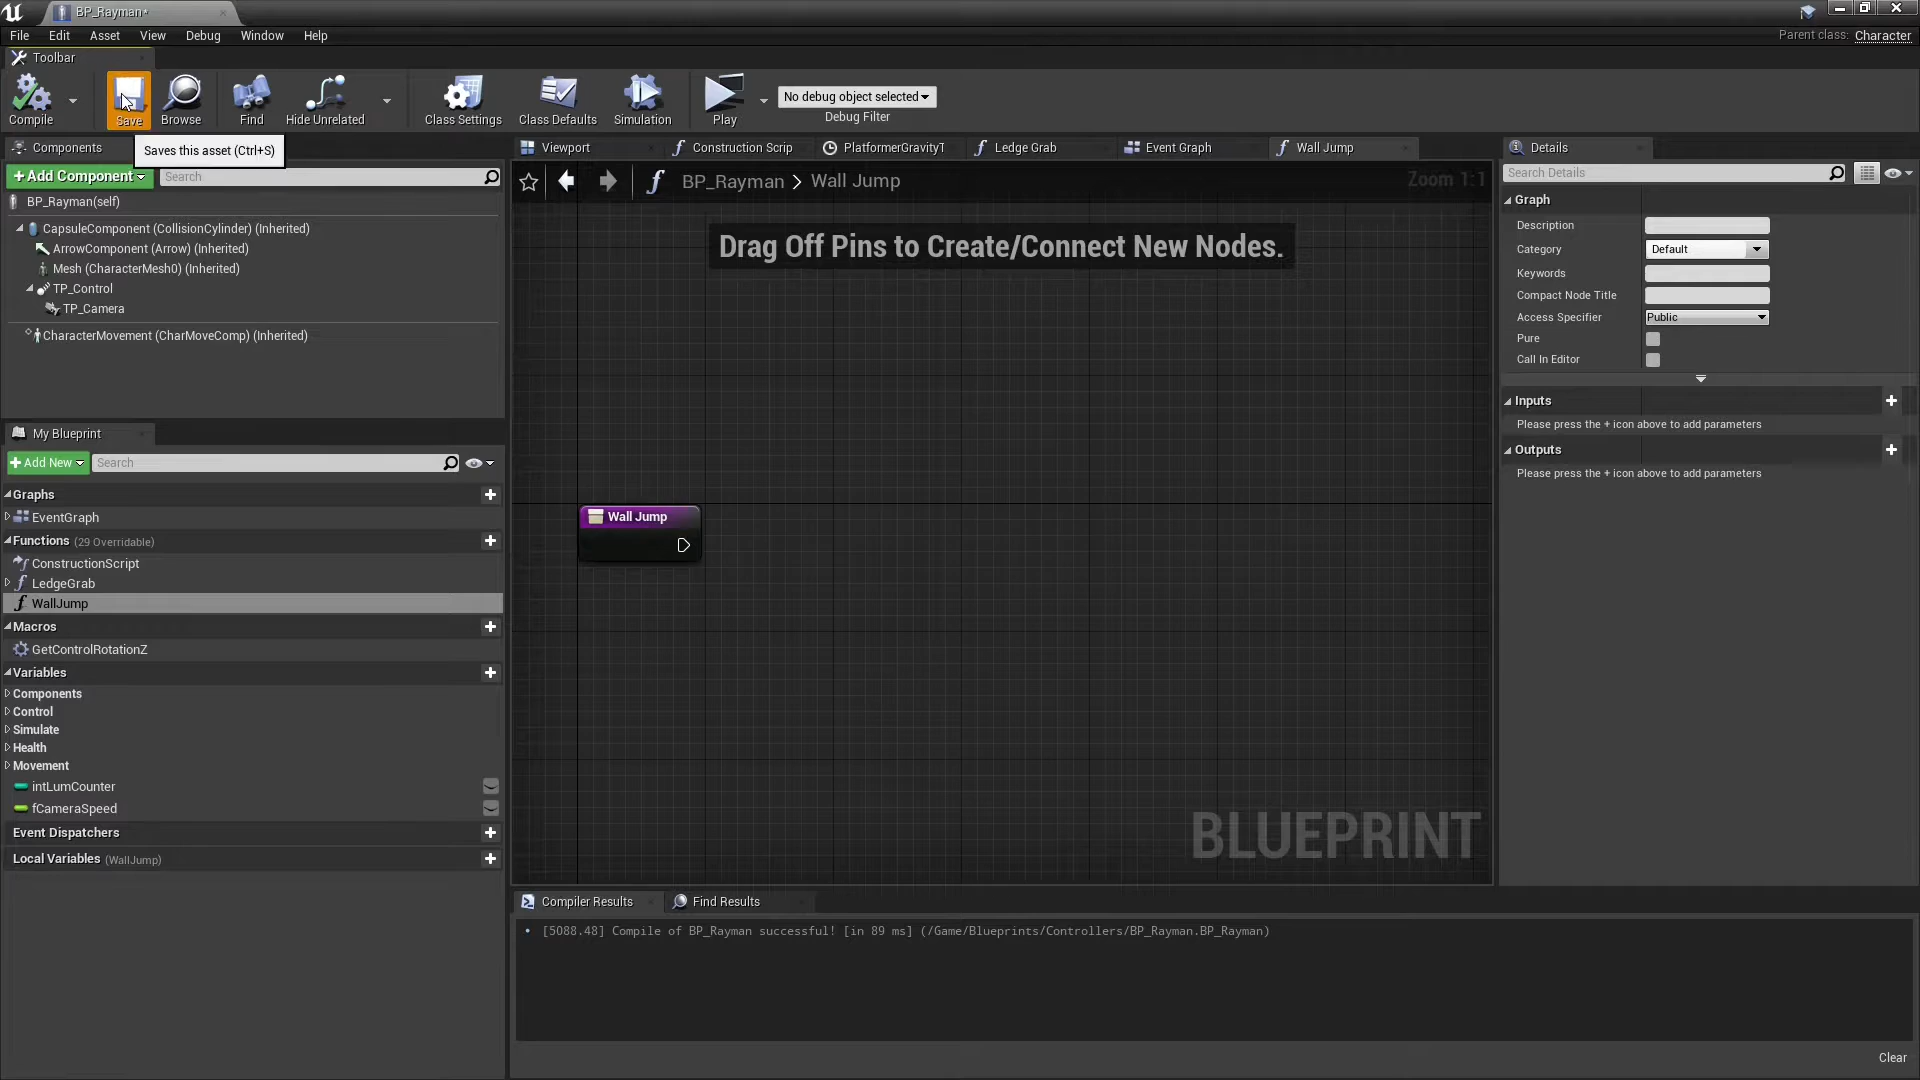 BP_Rayman*
File Edit Asset View Debug Window Help
Parent class: Character
Toolbar
Compile
Save
Browse
Find
Hide Unrelated
Class Settings
Class Defaults
Simulation
Play
No debug object selected
Debug Filter
Saves this asset (Ctrl+S)
Components
+Add Component
Search
BP_Rayman(self)
CapsuleComponent (CollisionCylinder) (Inherited)
ArrowComponent (Arrow) (Inherited)
Mesh (CharacterMesh0) (Inherited)
TP_Control
TP_Camera
CharacterMovement (CharMoveComp) (Inherited)
My Blueprint
+Add New
Search
Graphs
EventGraph
Functions (29 Overridable)
ConstructionScript
LedgeGrab
WallJump
Macros
GetControlRotationZ
Variables
Components
Control
Simulate
Health
Movement
intLumCounter
fCameraSpeed
Event Dispatchers
Local Variables (WallJump)
Viewport
Construction Scrip
PlatformerGravityT
Ledge Grab
Event Graph
Wall Jump
BP_Rayman > Wall Jump
Zoom 1:1
Drag Off Pins to Create/Connect New Nodes.
Wall Jump
BLUEPRINT
Compiler Results
Find Results
[5088.48] Compile of BP_Rayman successful! [in 89 ms] (/Game/Blueprints/Controllers/BP_Rayman.BP_Rayman)
Clear
Details
Search Details
Graph
Description
Category Default
Keywords
Compact Node Title
Access Specifier Public
Pure
Call In Editor
Inputs
Please press the + icon above to add parameters
Outputs
Please press the + icon above to add parameters